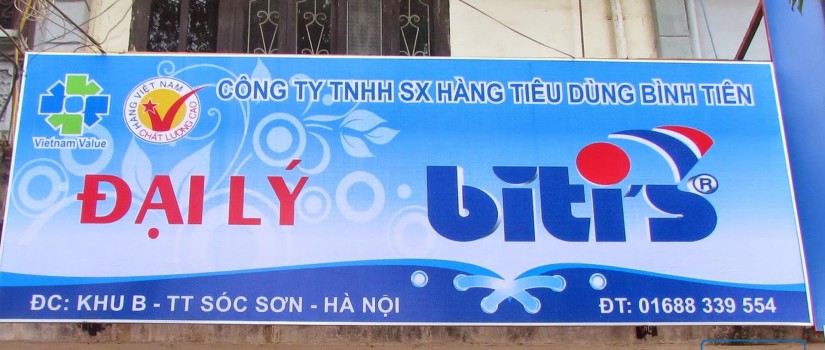 CÔNG TY TNHH SX HÀNG TIÊU DÙNG BÌNH TIÊN
Vietnam Value
HÀNG VIỆT NAM
CHẤT LƯỢNG CAO
ĐẠI LÝ
biti's®
ĐC: KHU B - TT SÓC SƠN - HÀ NỘI
ĐT: 01688 339 554